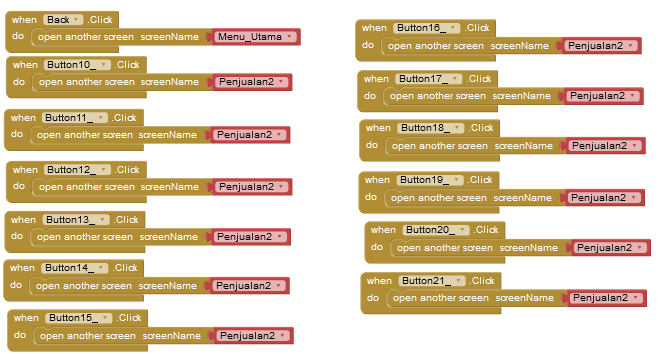 when Back .Click
do open another screen screenName Menu_Utama
when Button10_ .Click
do open another screen screenName Penjualan2
when Button11_ .Click
do open another screen screenName Penjualan2
when Button12_ .Click
do open another screen screenName Penjualan2
when Button13_ .Click
do open another screen screenName Penjualan2
when Button14_ .Click
do open another screen screenName Penjualan2
when Button15_ .Click
do open another screen screenName Penjualan2
when Button16_ .Click
do open another screen screenName Penjualan2
when Button17_ .Click
do open another screen screenName Penjualan2
when Button18_ .Click
do open another screen screenName Penjualan2
when Button19_ .Click
do open another screen screenName Penjualan2
when Button20_ .Click
do open another screen screenName Penjualan2
when Button21_ .Click
do open another screen screenName Penjualan2